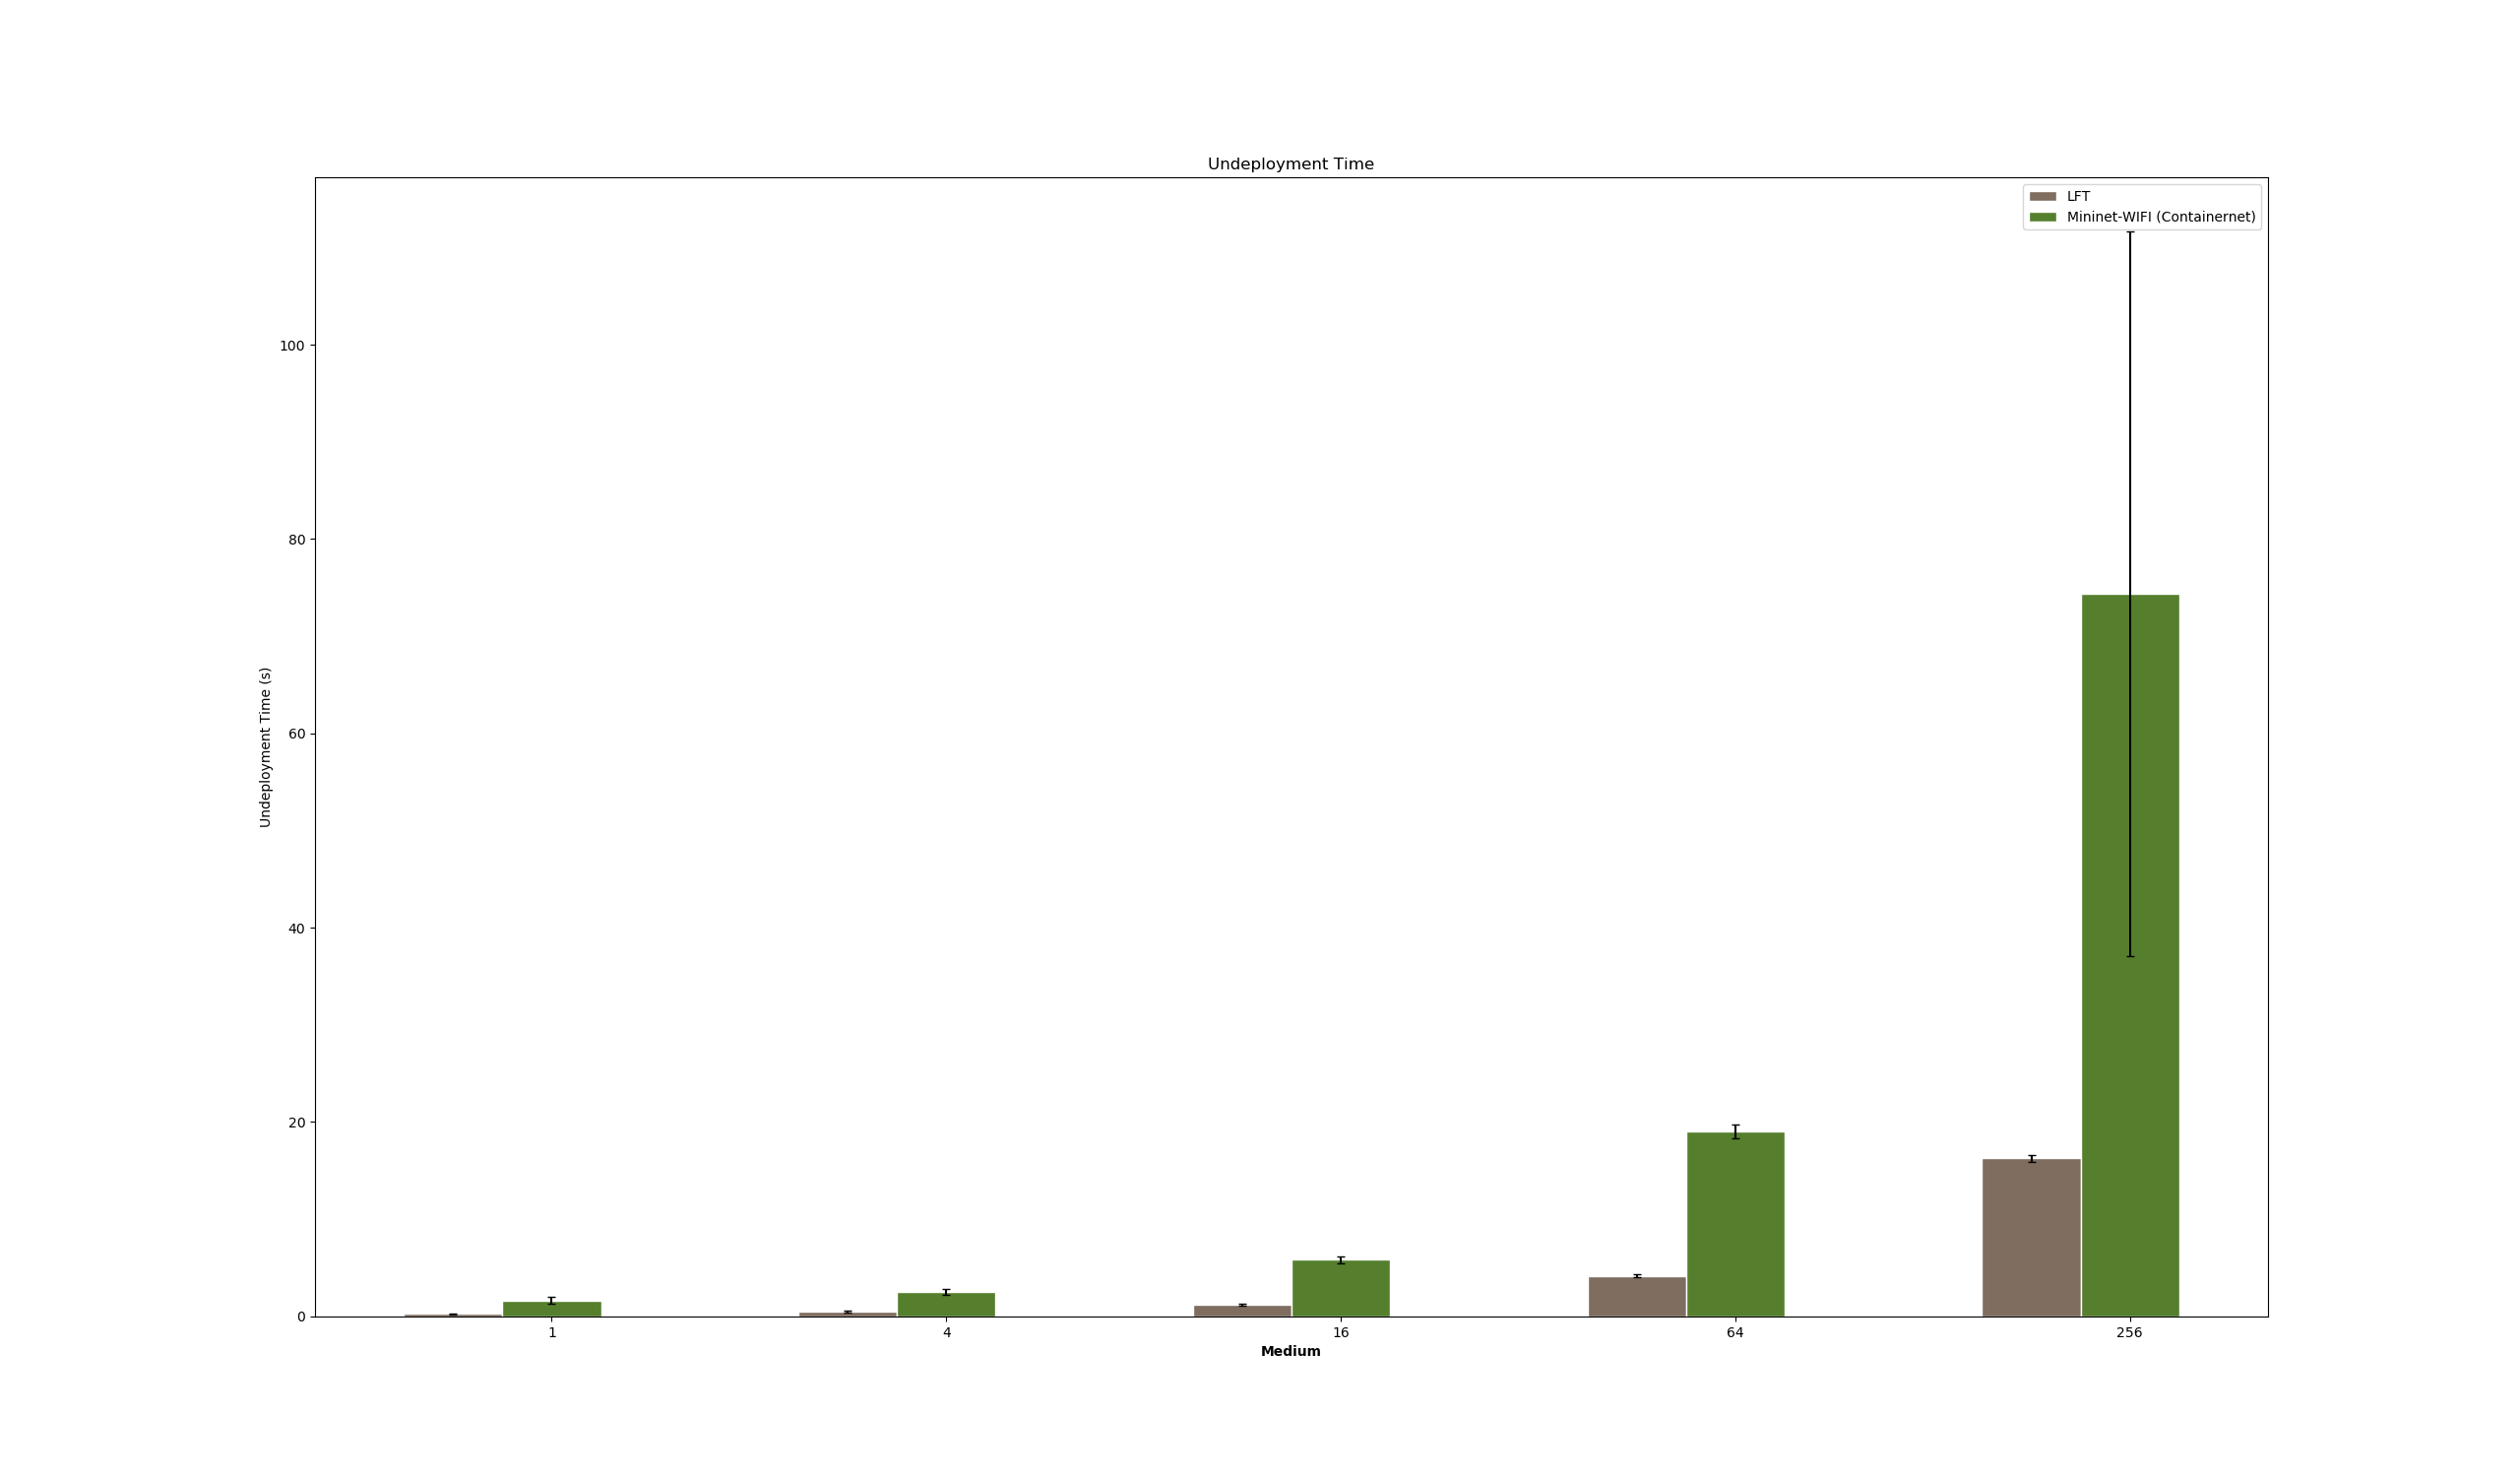 Undeployment Time
LFT
Mininet-WIFI (Containernet)
Undeployment Time (s)
100
80
60
40
20
0
1 4 16 64 256
Medium